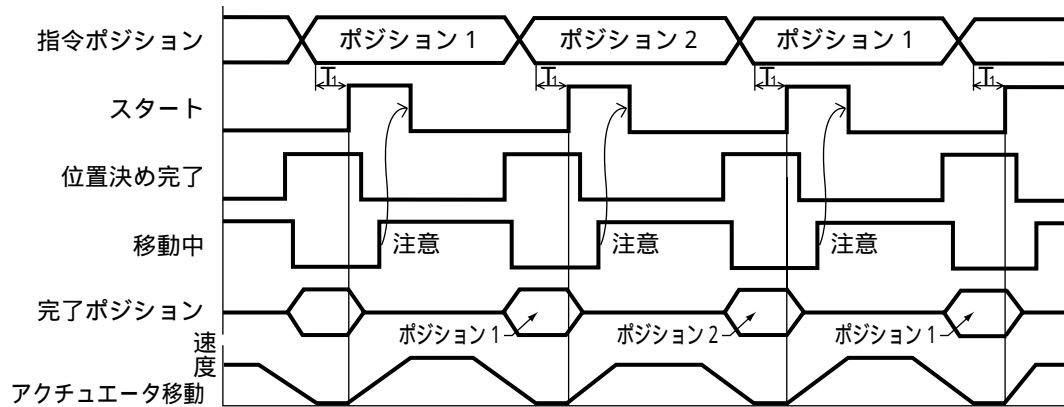 指令ポジション
ポジション 1
ポジション 2
ポジション 1
T₁
T₁
T₁
T₁
スタート
位置決め完了
移動中
注意
注意
注意
完了ポジション
ポジション 1
ポジション 2
ポジション 1
速度
アクチュエータ移動